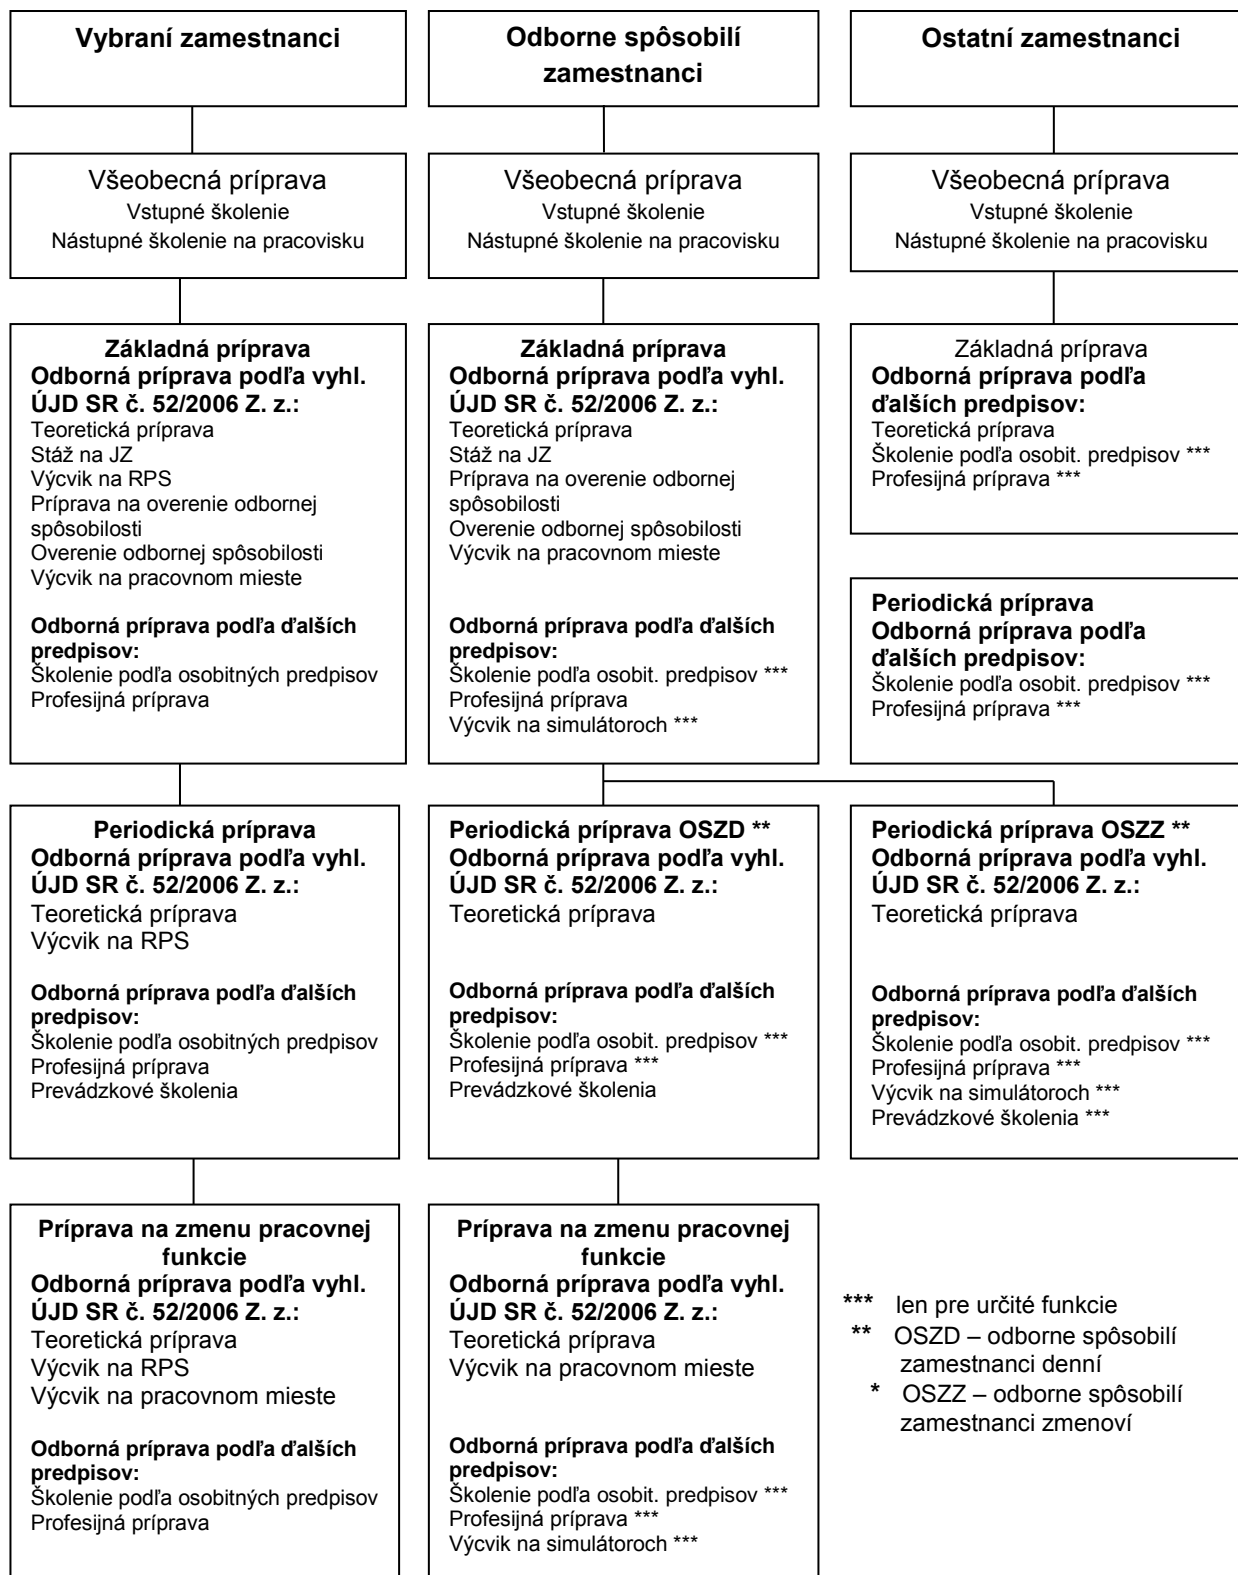 Vybraní zamestnanci
Odborne spôsobilí
zamestnanci
Ostatní zamestnanci
Všeobecná príprava
Vstupné školenie
Nástupné školenie na pracovisku
Všeobecná príprava
Vstupné školenie
Nástupné školenie na pracovisku
Všeobecná príprava
Vstupné školenie
Nástupné školenie na pracovisku
Základná príprava
Odborná príprava podľa vyhl.
ÚJD SR č. 52/2006 Z. z.:
Teoretická príprava
Stáž na JZ
Výcvik na RPS
Príprava na overenie odbornej
spôsobilosti
Overenie odbornej spôsobilosti
Výcvik na pracovnom mieste
Odborná príprava podľa ďalších
predpisov:
Školenie podľa osobitných predpisov
Profesijná príprava
Základná príprava
Odborná príprava podľa vyhl.
ÚJD SR č. 52/2006 Z. z.:
Teoretická príprava
Stáž na JZ
Príprava na overenie odbornej
spôsobilosti
Overenie odbornej spôsobilosti
Výcvik na pracovnom mieste
Odborná príprava podľa ďalších
predpisov:
Školenie podľa osobit. predpisov ***
Profesijná príprava
Výcvik na simulátoroch ***
Základná príprava
Odborná príprava podľa
ďalších predpisov:
Teoretická príprava
Školenie podľa osobit. predpisov ***
Profesijná príprava ***
Periodická príprava
Odborná príprava podľa
ďalších predpisov:
Školenie podľa osobit. predpisov ***
Profesijná príprava ***
Periodická príprava
Odborná príprava podľa vyhl.
ÚJD SR č. 52/2006 Z. z.:
Teoretická príprava
Výcvik na RPS
Odborná príprava podľa ďalších
predpisov:
Školenie podľa osobitných predpisov
Profesijná príprava
Prevádzkové školenia
Periodická príprava OSZD **
Odborná príprava podľa vyhl.
ÚJD SR č. 52/2006 Z. z.:
Teoretická príprava
Odborná príprava podľa ďalších
predpisov:
Školenie podľa osobit. predpisov ***
Profesijná príprava ***
Prevádzkové školenia
Periodická príprava OSZZ **
Odborná príprava podľa vyhl.
ÚJD SR č. 52/2006 Z. z.:
Teoretická príprava
Odborná príprava podľa ďalších
predpisov:
Školenie podľa osobit. predpisov ***
Profesijná príprava ***
Výcvik na simulátoroch ***
Prevádzkové školenia ***
Príprava na zmenu pracovnej
funkcie
Odborná príprava podľa vyhl.
ÚJD SR č. 52/2006 Z. z.:
Teoretická príprava
Výcvik na RPS
Výcvik na pracovnom mieste
Odborná príprava podľa ďalších
predpisov:
Školenie podľa osobitných predpisov
Profesijná príprava
Príprava na zmenu pracovnej
funkcie
Odborná príprava podľa vyhl.
ÚJD SR č. 52/2006 Z. z.:
Teoretická príprava
Výcvik na pracovnom mieste
Odborná príprava podľa ďalších
predpisov:
Školenie podľa osobit. predpisov ***
Profesijná príprava ***
Výcvik na simulátoroch ***
*** len pre určité funkcie
** OSZD – odborne spôsobilí
zamestnanci denní
* OSZZ – odborne spôsobilí
zamestnanci zmenoví